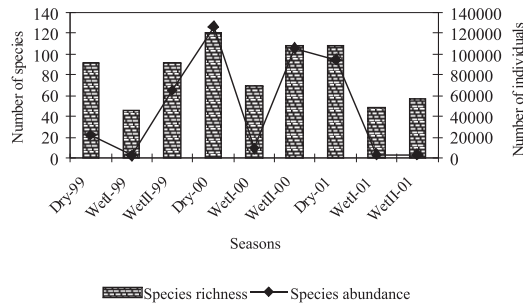 Number of species
140
120
100
80
60
40
20
0
140000
120000
100000
80000
60000
40000
20000
0
Number of individuals
Dry-99
WetI-99
WetII-99
Dry-00
WetI-00
WetII-00
Dry-01
WetI-01
WetII-01
Seasons
Species richness Species abundance